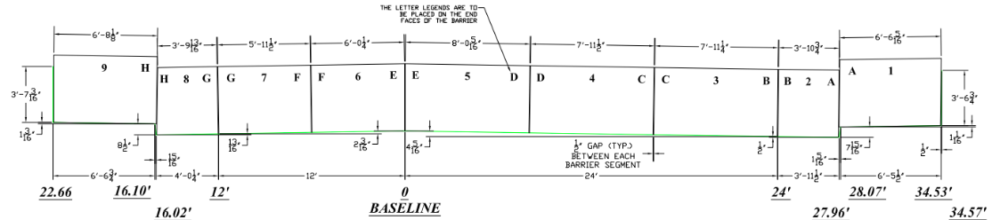 THE LETTER LEGENDS ARE TO
BE PLACED ON THE END
FACES OF THE BARRIER
6'-8⅛"
3'-9 13/16"
5'-11½"
6'-0¼"
8'-0 5/16"
7'-11½"
7'-11¼"
3'-10¾"
6'-6 5/16"
9 H
H 8 G
G 7 F
F 6 E
E 5 D
D 4 C
C 3 B
B 2 A
A 1
3'-7 3/16"
3'-6¾"
1 3/16"
8½"
15/16"
13/16"
2 3/16"
4 5/16"
½" GAP (TYP.)
BETWEEN EACH
BARRIER SEGMENT
½"
1 5/16"
7 15/16"
½"
1 1/16"
6'-6¾"
4'-0¼"
12'
24'
3'-11½"
6'-5½"
22.66
16.10'
12'
0
24'
28.07'
34.53'
BASELINE
16.02'
27.96'
34.57'